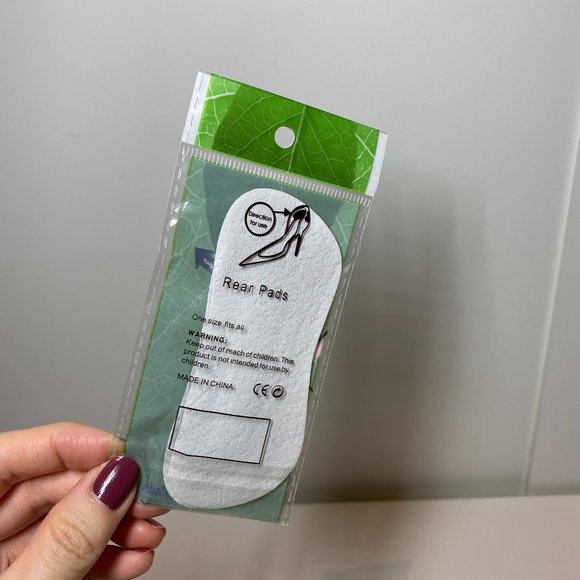 Direction
for use
Rear Pads
One size fits all
WARNING:
Keep out of reach of children. This
product is not intended for use by
children.
MADE IN CHINA
CE